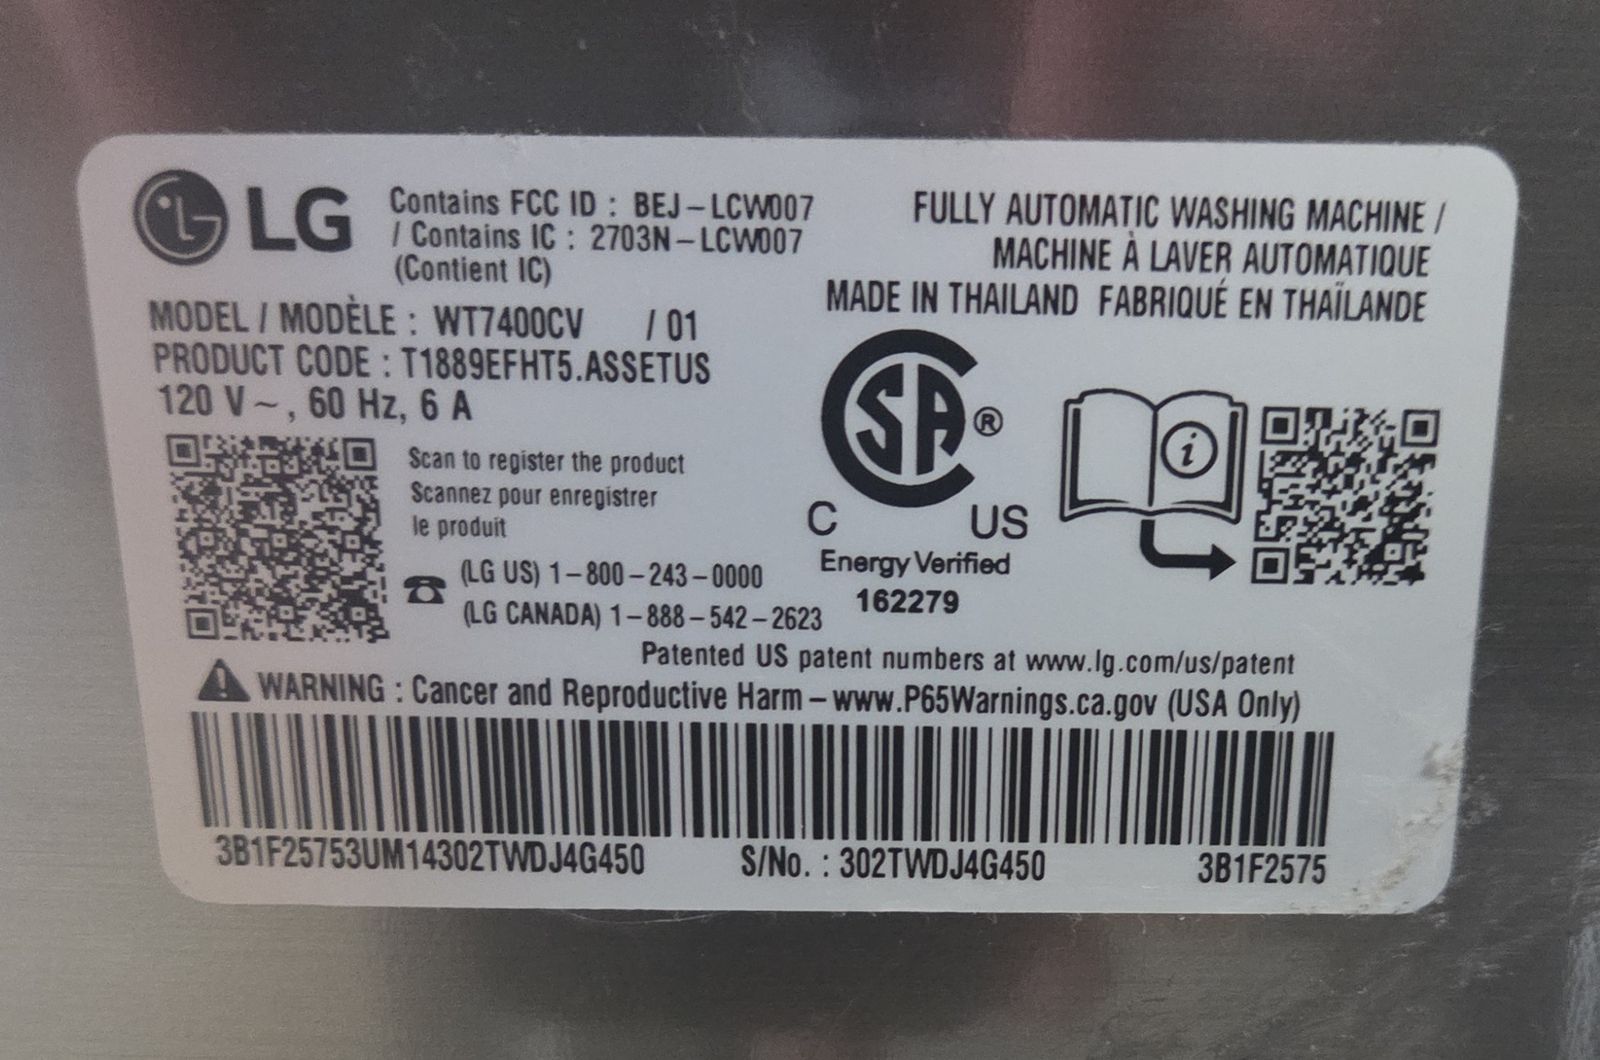 LG
Contains FCC ID : BEJ-LCW007
/ Contains IC : 2703N-LCW007
(Contient IC)
FULLY AUTOMATIC WASHING MACHINE /
MACHINE À LAVER AUTOMATIQUE
MADE IN THAILAND FABRIQUÉ EN THAÏLANDE
MODEL / MODÈLE : WT7400CV / 01
PRODUCT CODE : T1889EFHT5.ASSETUS
120 V ~, 60 Hz, 6 A
Scan to register the product
Scannez pour enregistrer
le produit
(LG US) 1-800-243-0000
(LG CANADA) 1-888-542-2623
SA ®
C US
Energy Verified
162279
i
Patented US patent numbers at www.lg.com/us/patent
WARNING : Cancer and Reproductive Harm - www.P65Warnings.ca.gov (USA Only)
3B1F25753UM14302TWDJ4G450 S/No. : 302TWDJ4G450 3B1F2575